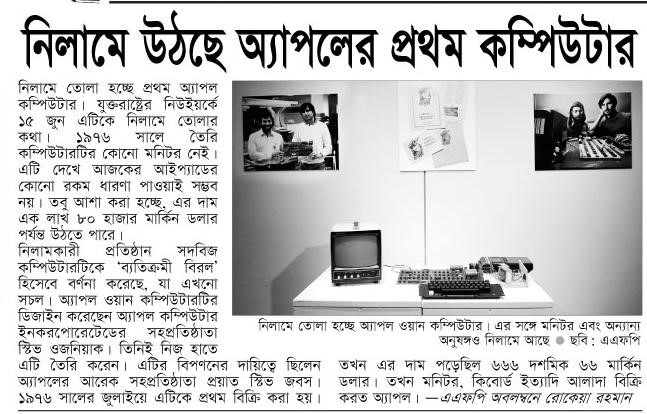 নিলামে উঠছে অ্যাপলের প্রথম কম্পিউটার
নিলামে তোলা হচ্ছে প্রথম অ্যাপল
কম্পিউটার। যুক্তরাষ্ট্রের নিউইয়র্কে
১৫ জুন এটিকে নিলামে তোলার
কথা। ১৯৭৬ সালে তৈরি
কম্পিউটারটির কোনো মনিটর নেই।
এটি দেখে আজকের আইপ্যাডের
কোনো রকম ধারণা পাওয়াই সম্ভব
নয়। তবু আশা করা হচ্ছে, এর দাম
এক লাখ ৮০ হাজার মার্কিন ডলার
পর্যন্ত উঠতে পারে।
নিলামকারী প্রতিষ্ঠান সদবিজ
কম্পিউটারটিকে ‘ব্যতিক্রমী বিরল’
হিসেবে বর্ণনা করেছে, যা এখনো
সচল। অ্যাপল ওয়ান কম্পিউটারটির
ডিজাইন করেছেন অ্যাপল কম্পিউটার
ইনকরপোরেটেডের সহপ্রতিষ্ঠাতা
স্টিভ ওজনিয়াক। তিনিই নিজ হাতে
এটি তৈরি করেন। এটির বিপণনের দায়িত্বে ছিলেন
অ্যাপলের আরেক সহপ্রতিষ্ঠাতা প্রয়াত স্টিভ জবস।
১৯৭৬ সালের জুলাইয়ে এটিকে প্রথম বিক্রি করা হয়।
নিলামে তোলা হচ্ছে অ্যাপল ওয়ান কম্পিউটার। এর সঙ্গে মনিটর এবং অন্যান্য
অনুষঙ্গও নিলামে আছে ● ছবি : এএফপি
তখন এর দাম পড়েছিল ৬৬৬ দশমিক ৬৬ মার্কিন
ডলার। তখন মনিটর, কিবোর্ড ইত্যাদি আলাদা বিক্রি
করত অ্যাপল। —এএফপি অবলম্বনে রোকেয়া রহমান